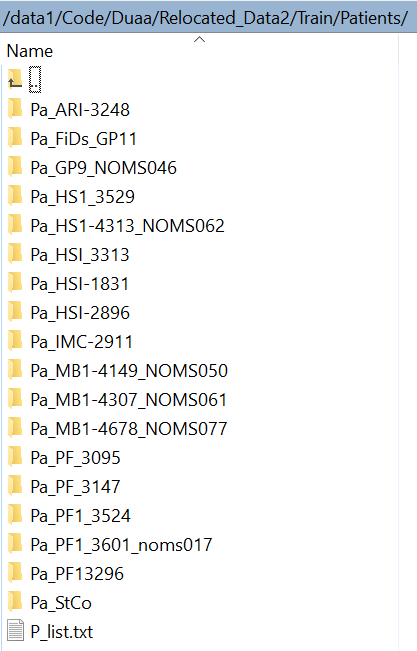 /data1/Code/Duaa/Relocated_Data2/Train/Patients/
Name
..
Pa_ARI-3248
Pa_FiDs_GP11
Pa_GP9_NOMS046
Pa_HS1_3529
Pa_HS1-4313_NOMS062
Pa_HSI_3313
Pa_HSI-1831
Pa_HSI-2896
Pa_IMC-2911
Pa_MB1-4149_NOMS050
Pa_MB1-4307_NOMS061
Pa_MB1-4678_NOMS077
Pa_PF_3095
Pa_PF_3147
Pa_PF1_3524
Pa_PF1_3601_noms017
Pa_PF13296
Pa_StCo
P_list.txt